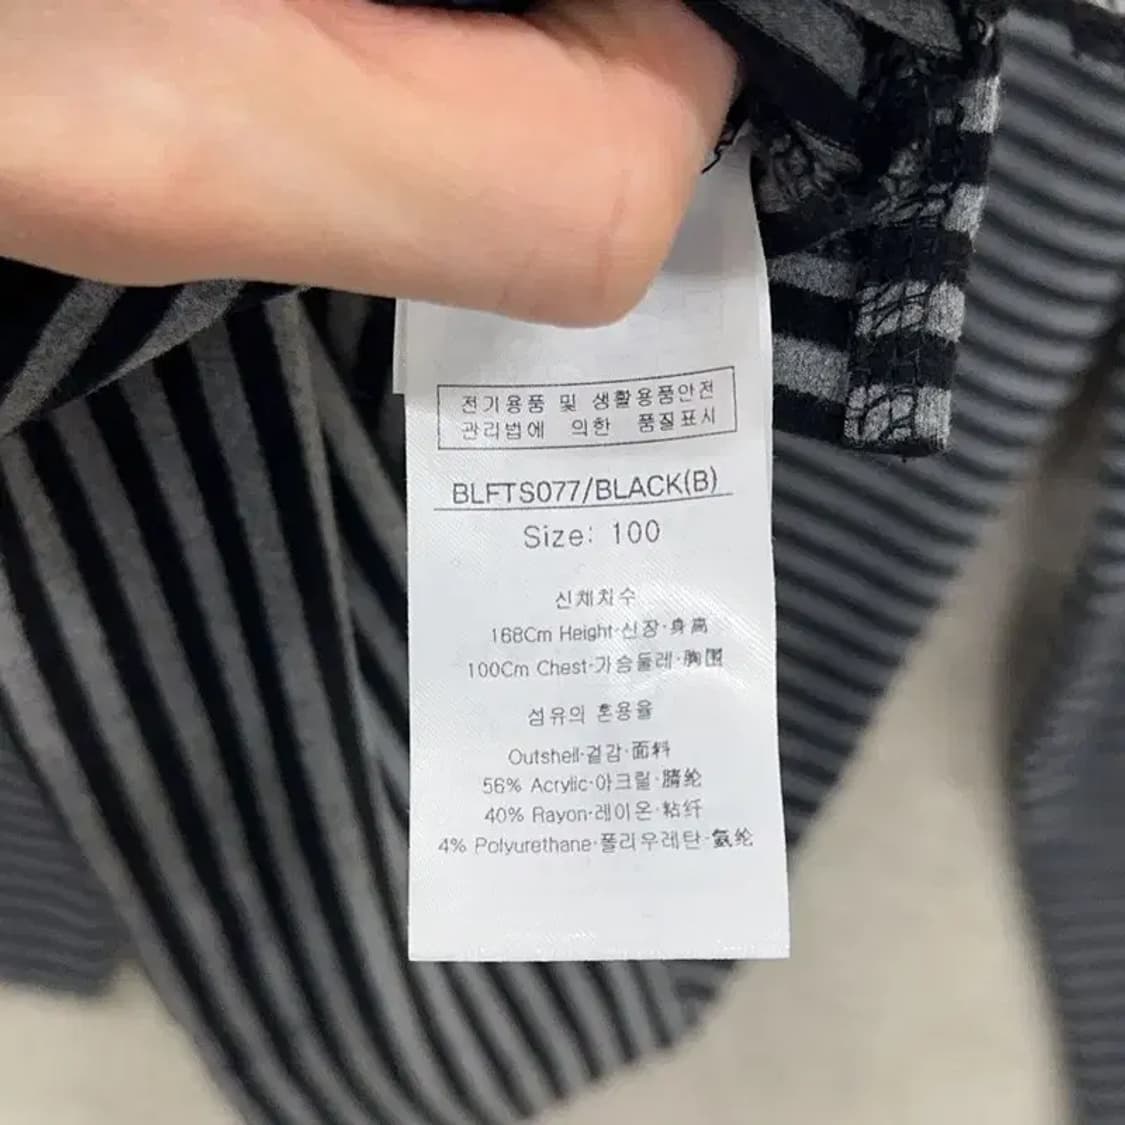 전기용품 및 생활용품안전
관리법에 의한 품질표시
BLFTS077/BLACK(B)
Size: 100
신체치수
168Cm Height·신장·身高
100Cm Chest·가슴둘레·胸围
섬유의 혼용율
Outshell·겉감·面料
56% Acrylic·아크릴·腈纶
40% Rayon·레이온·粘纤
4% Polyurethane·폴리우레탄·氨纶